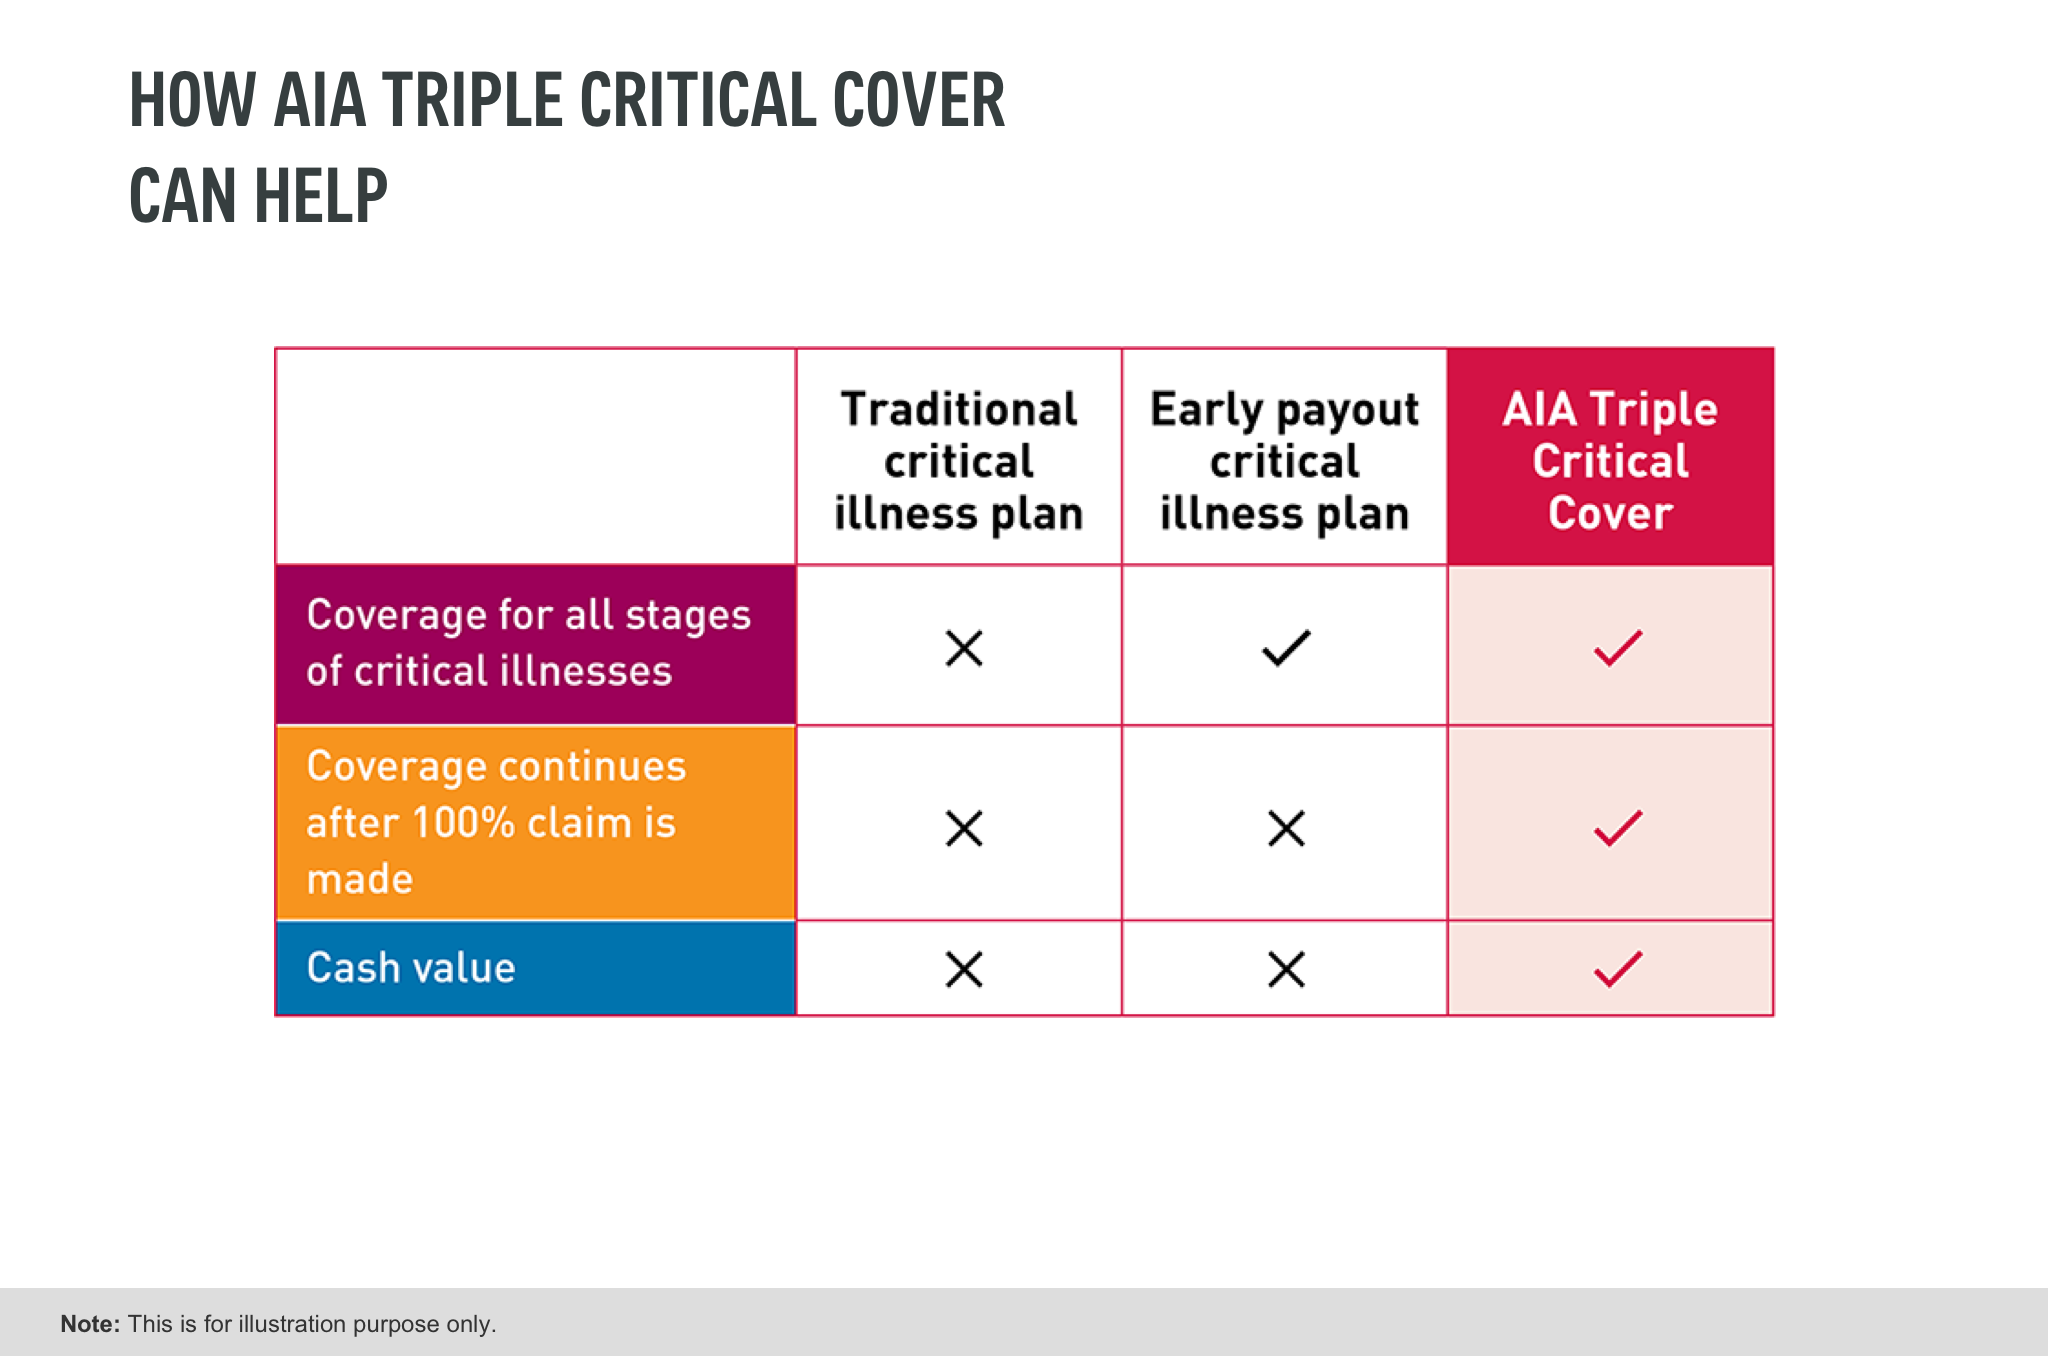 HOW AIA TRIPLE CRITICAL COVER
CAN HELP
Traditional
critical
illness plan
Early payout
critical
illness plan
AIA Triple
Critical
Cover
Coverage for all stages
of critical illnesses
Coverage continues
after 100% claim is
made
Cash value
Note: This is for illustration purpose only.